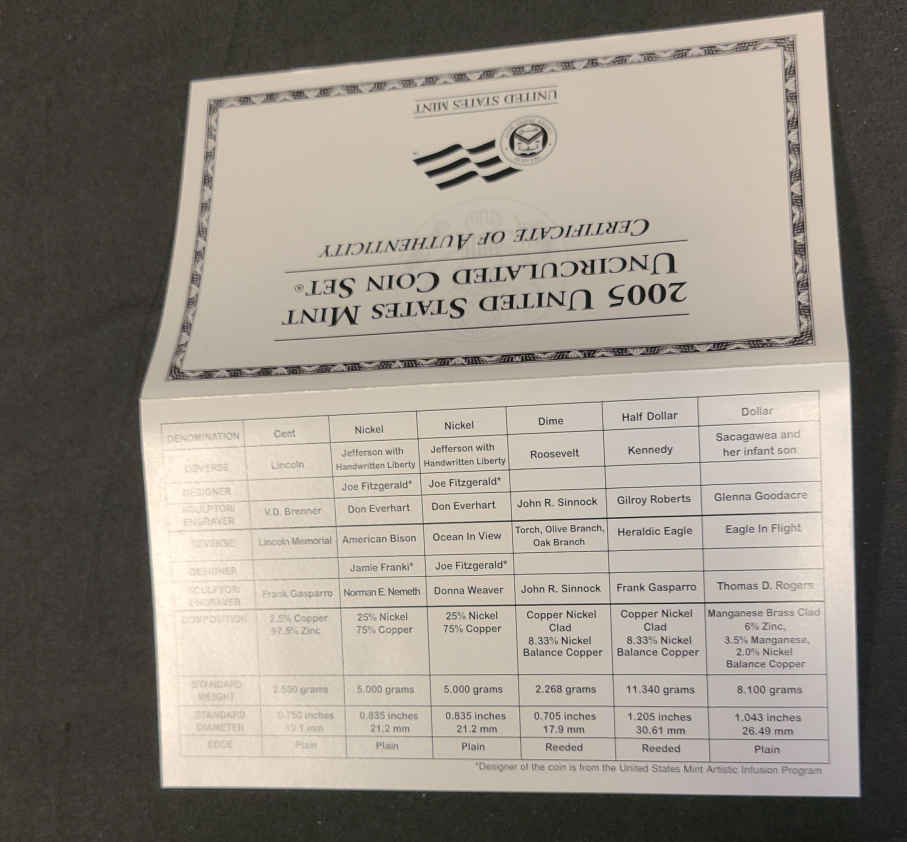 UNITED STATES MINT
CERTIFICATE OF AUTHENTICITY
UNCIRCULATED COIN SET®
2005 UNITED STATES MINT
DENOMINATION Cent Nickel Nickel Dime Half Dollar Dollar
OBVERSE Lincoln Jefferson with Handwritten Liberty Jefferson with Handwritten Liberty Roosevelt Kennedy Sacagawea and her infant son
DESIGNER Joe Fitzgerald* Joe Fitzgerald*
SCULPTOR/ENGRAVER V.D. Brenner Don Everhart Don Everhart John R. Sinnock Gilroy Roberts Glenna Goodacre
REVERSE Lincoln Memorial American Bison Ocean In View Torch, Olive Branch, Oak Branch Heraldic Eagle Eagle In Flight
DESIGNER Jamie Franki* Joe Fitzgerald*
SCULPTOR/ENGRAVER Frank Gasparro Norman E. Nemeth Donna Weaver John R. Sinnock Frank Gasparro Thomas D. Rogers
COMPOSITION 2.5% Copper 97.5% Zinc 25% Nickel 75% Copper 25% Nickel 75% Copper Copper Nickel Clad 8.33% Nickel Balance Copper Copper Nickel Clad 8.33% Nickel Balance Copper Manganese Brass Clad 6% Zinc, 3.5% Manganese, 2.0% Nickel Balance Copper
STANDARD WEIGHT 2.500 grams 5.000 grams 5.000 grams 2.268 grams 11.340 grams 8.100 grams
STANDARD DIAMETER 0.750 inches 19.1 mm 0.835 inches 21.2 mm 0.835 inches 21.2 mm 0.705 inches 17.9 mm 1.205 inches 30.61 mm 1.043 inches 26.49 mm
EDGE Plain Plain Plain Reeded Reeded Plain
*Designer of the coin is from the United States Mint Artistic Infusion Program